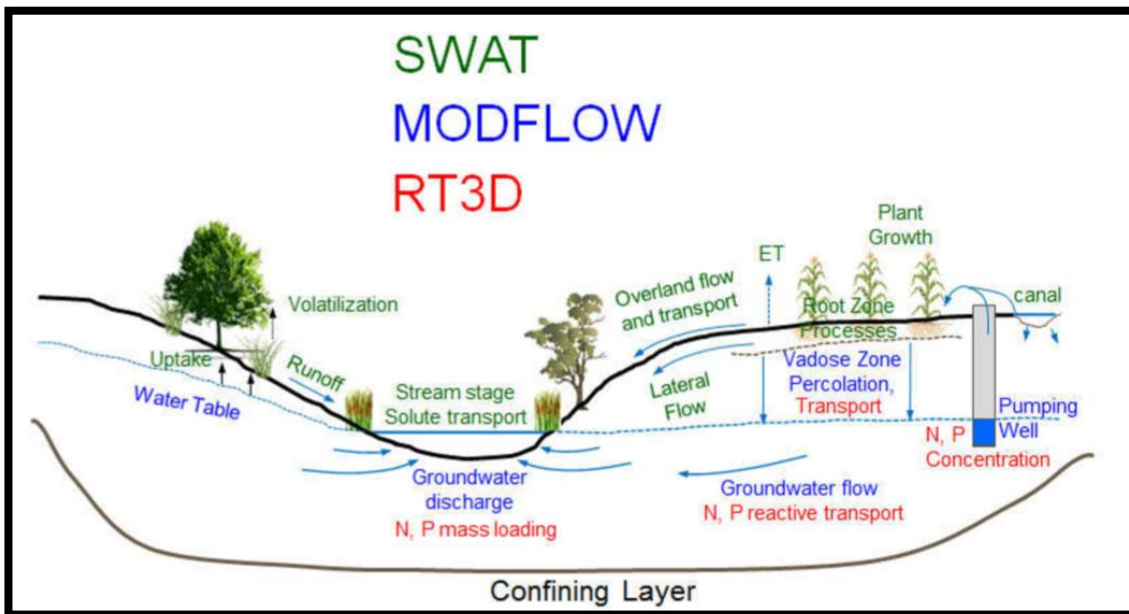 SWAT
MODFLOW
RT3D
Plant
Growth
ET
Overland flow
and transport
canal
Volatilization
Root Zone
Processes
Uptake
Runoff
Water Table
Stream stage
Solute transport
Lateral
Flow
Vadose Zone
Percolation,
Transport
Pumping
Well
N, P
Concentration
Groundwater
discharge
N, P mass loading
Groundwater flow
N, P reactive transport
Confining Layer